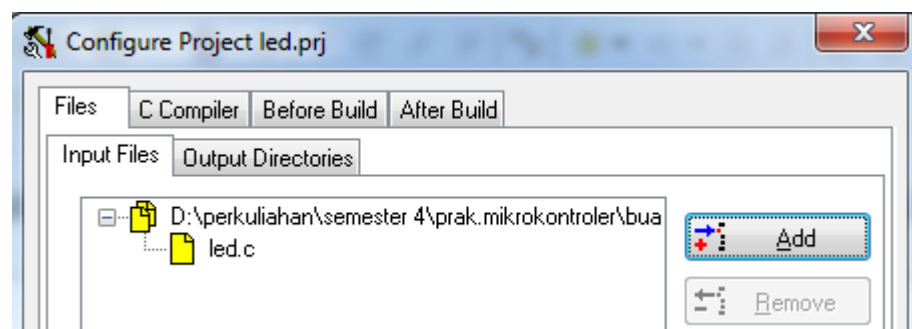 Configure Project led.prj
Files C Compiler Before Build After Build
Input Files Output Directories
D:\perkuliahan\semester 4\prak.mikrokontroler\bua
led.c
Add
Remove